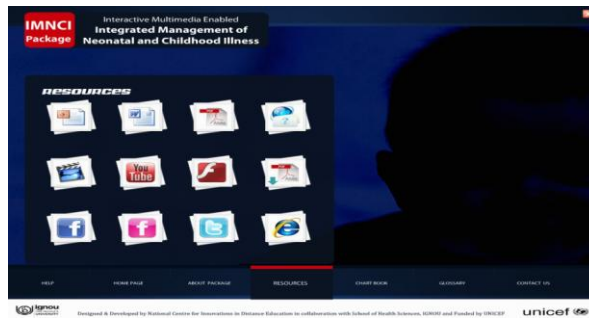 IMNCI
Package
Interactive Multimedia Enabled
Integrated Management of
Neonatal and Childhood Illness
RESOURCES
You
Tube
HELP
HOME PAGE
ABOUT PACKAGE
RESOURCES
CHART BOOK
GLOSSARY
CONTACT US
ignou
Designed & Developed by National Centre for Innovations in Distance Education in collaboration with School of Health Sciences, IGNOU and Funded by UNICEF
unicef